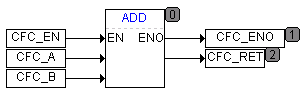 ADD 0
CFC_EN EN ENO CFC_ENO 1
CFC_A CFC_RET 2
CFC_B